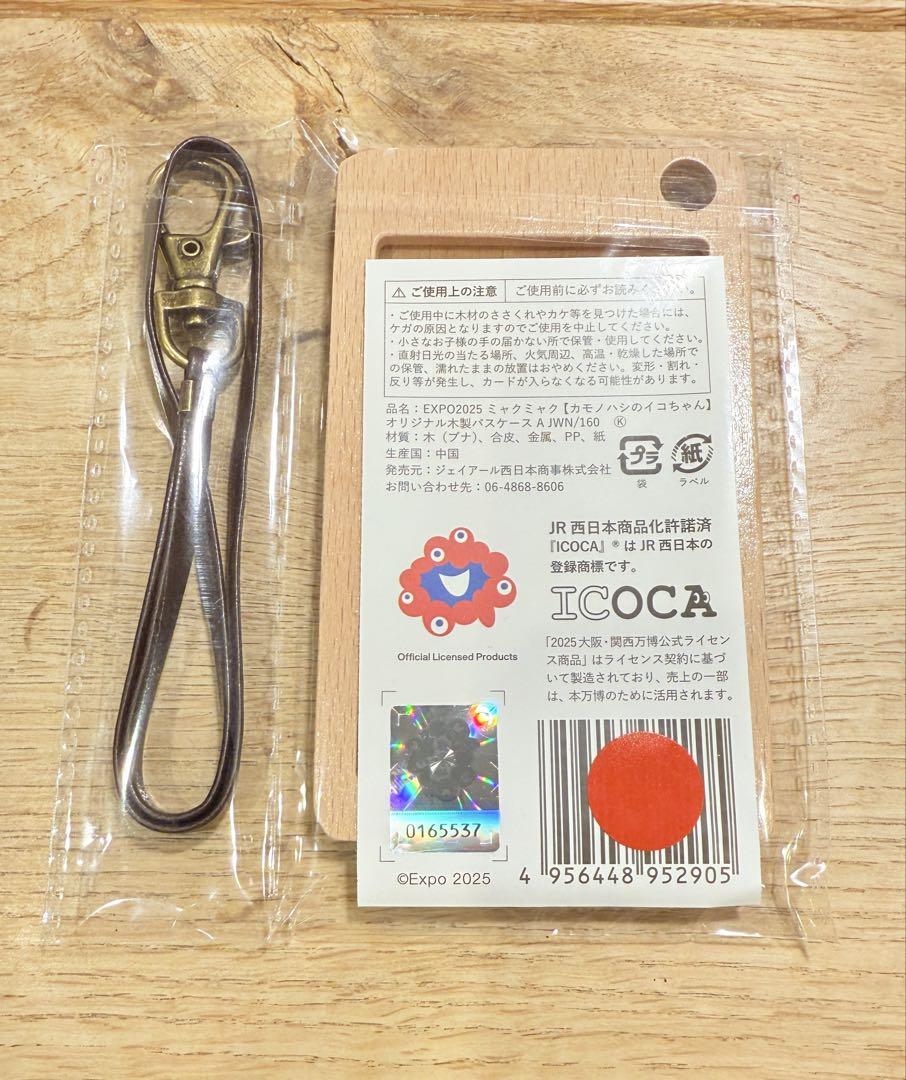 ⚠ ご使用上の注意 ご使用前に必ずお読みく 。
・ご使用中に木材のささくれやカケ等を見つけた場合には、
ケガの原因となりますのでご使用を中止してください。
・小さなお子様の手の届かない所で保管・使用してください。
・直射日光の当たる場所、火気周辺、高温・乾燥した場所で
の保管、濡れたままの放置はおやめください。変形・割れ・
反り等が発生し、カードが入らなくなる可能性があります。
品名：EXPO2025 ミャクミャク【カモノハシのイコちゃん】
オリジナル木製パスケース A JWN/160 Ⓚ
材質：木（ブナ）、合皮、金属、PP、紙
生産国：中国
発売元：ジェイアール西日本商事株式会社
お問い合わせ先：06-4868-8606
プラ
袋
紙
ラベル
JR 西日本商品化許諾済
『ICOCA』® は JR 西日本の
登録商標です。
ICOCA
Official Licensed Products
「2025 大阪・関西万博公式ライセン
ス商品」はライセンス契約に基づ
いて製造されており、売上の一部
は、本万博のために活用されます。
0165537
©Expo 2025
4 956448 952905